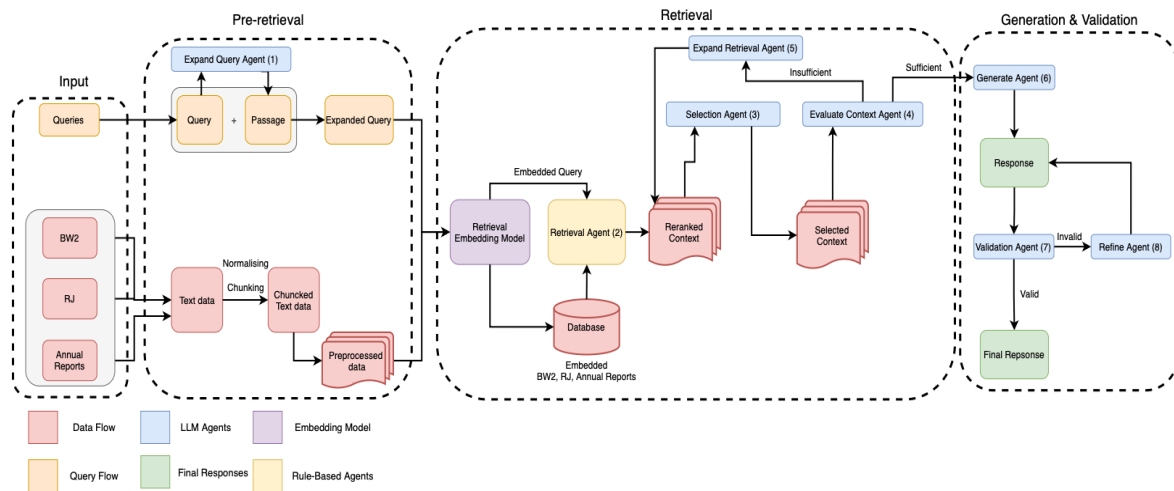 Pre-retrieval
Retrieval
Generation & Validation
Input
Expand Query Agent (1)
Queries
Query
+
Passage
Expanded Query
BW2
RJ
Annual
Reports
Text data
Normalising
Chunking
Chuncked
Text data
Preprocessed
data
Retrieval
Embedding Model
Embedded Query
Retrieval Agent (2)
Database
Embedded
BW2, RJ, Annual Reports
Expand Retrieval Agent (5)
Insufficient
Sufficient
Selection Agent (3)
Evaluate Context Agent (4)
Reranked
Context
Selected
Context
Generate Agent (6)
Response
Validation Agent (7)
Invalid
Refine Agent (8)
Valid
Final Repsonse
Data Flow
LLM Agents
Embedding Model
Query Flow
Final Responses
Rule-Based Agents